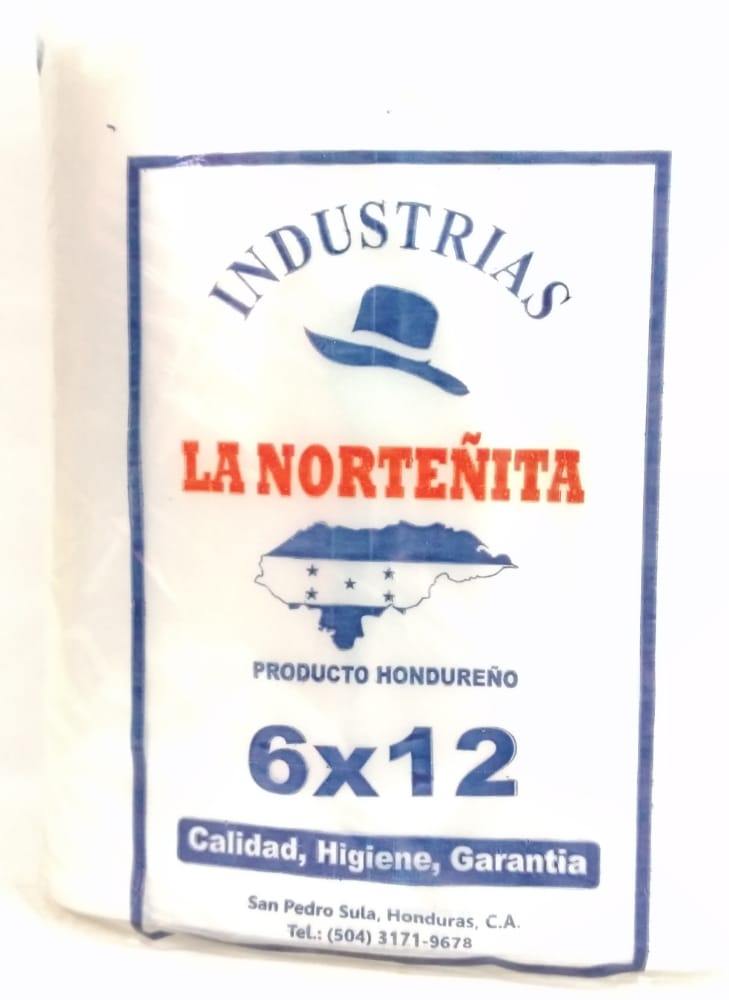 INDUSTRIAS
LA NORTEÑITA
PRODUCTO HONDUREÑO
6x12
Calidad, Higiene, Garantia
San Pedro Sula, Honduras, C.A.
Tel.: (504) 3171-9678